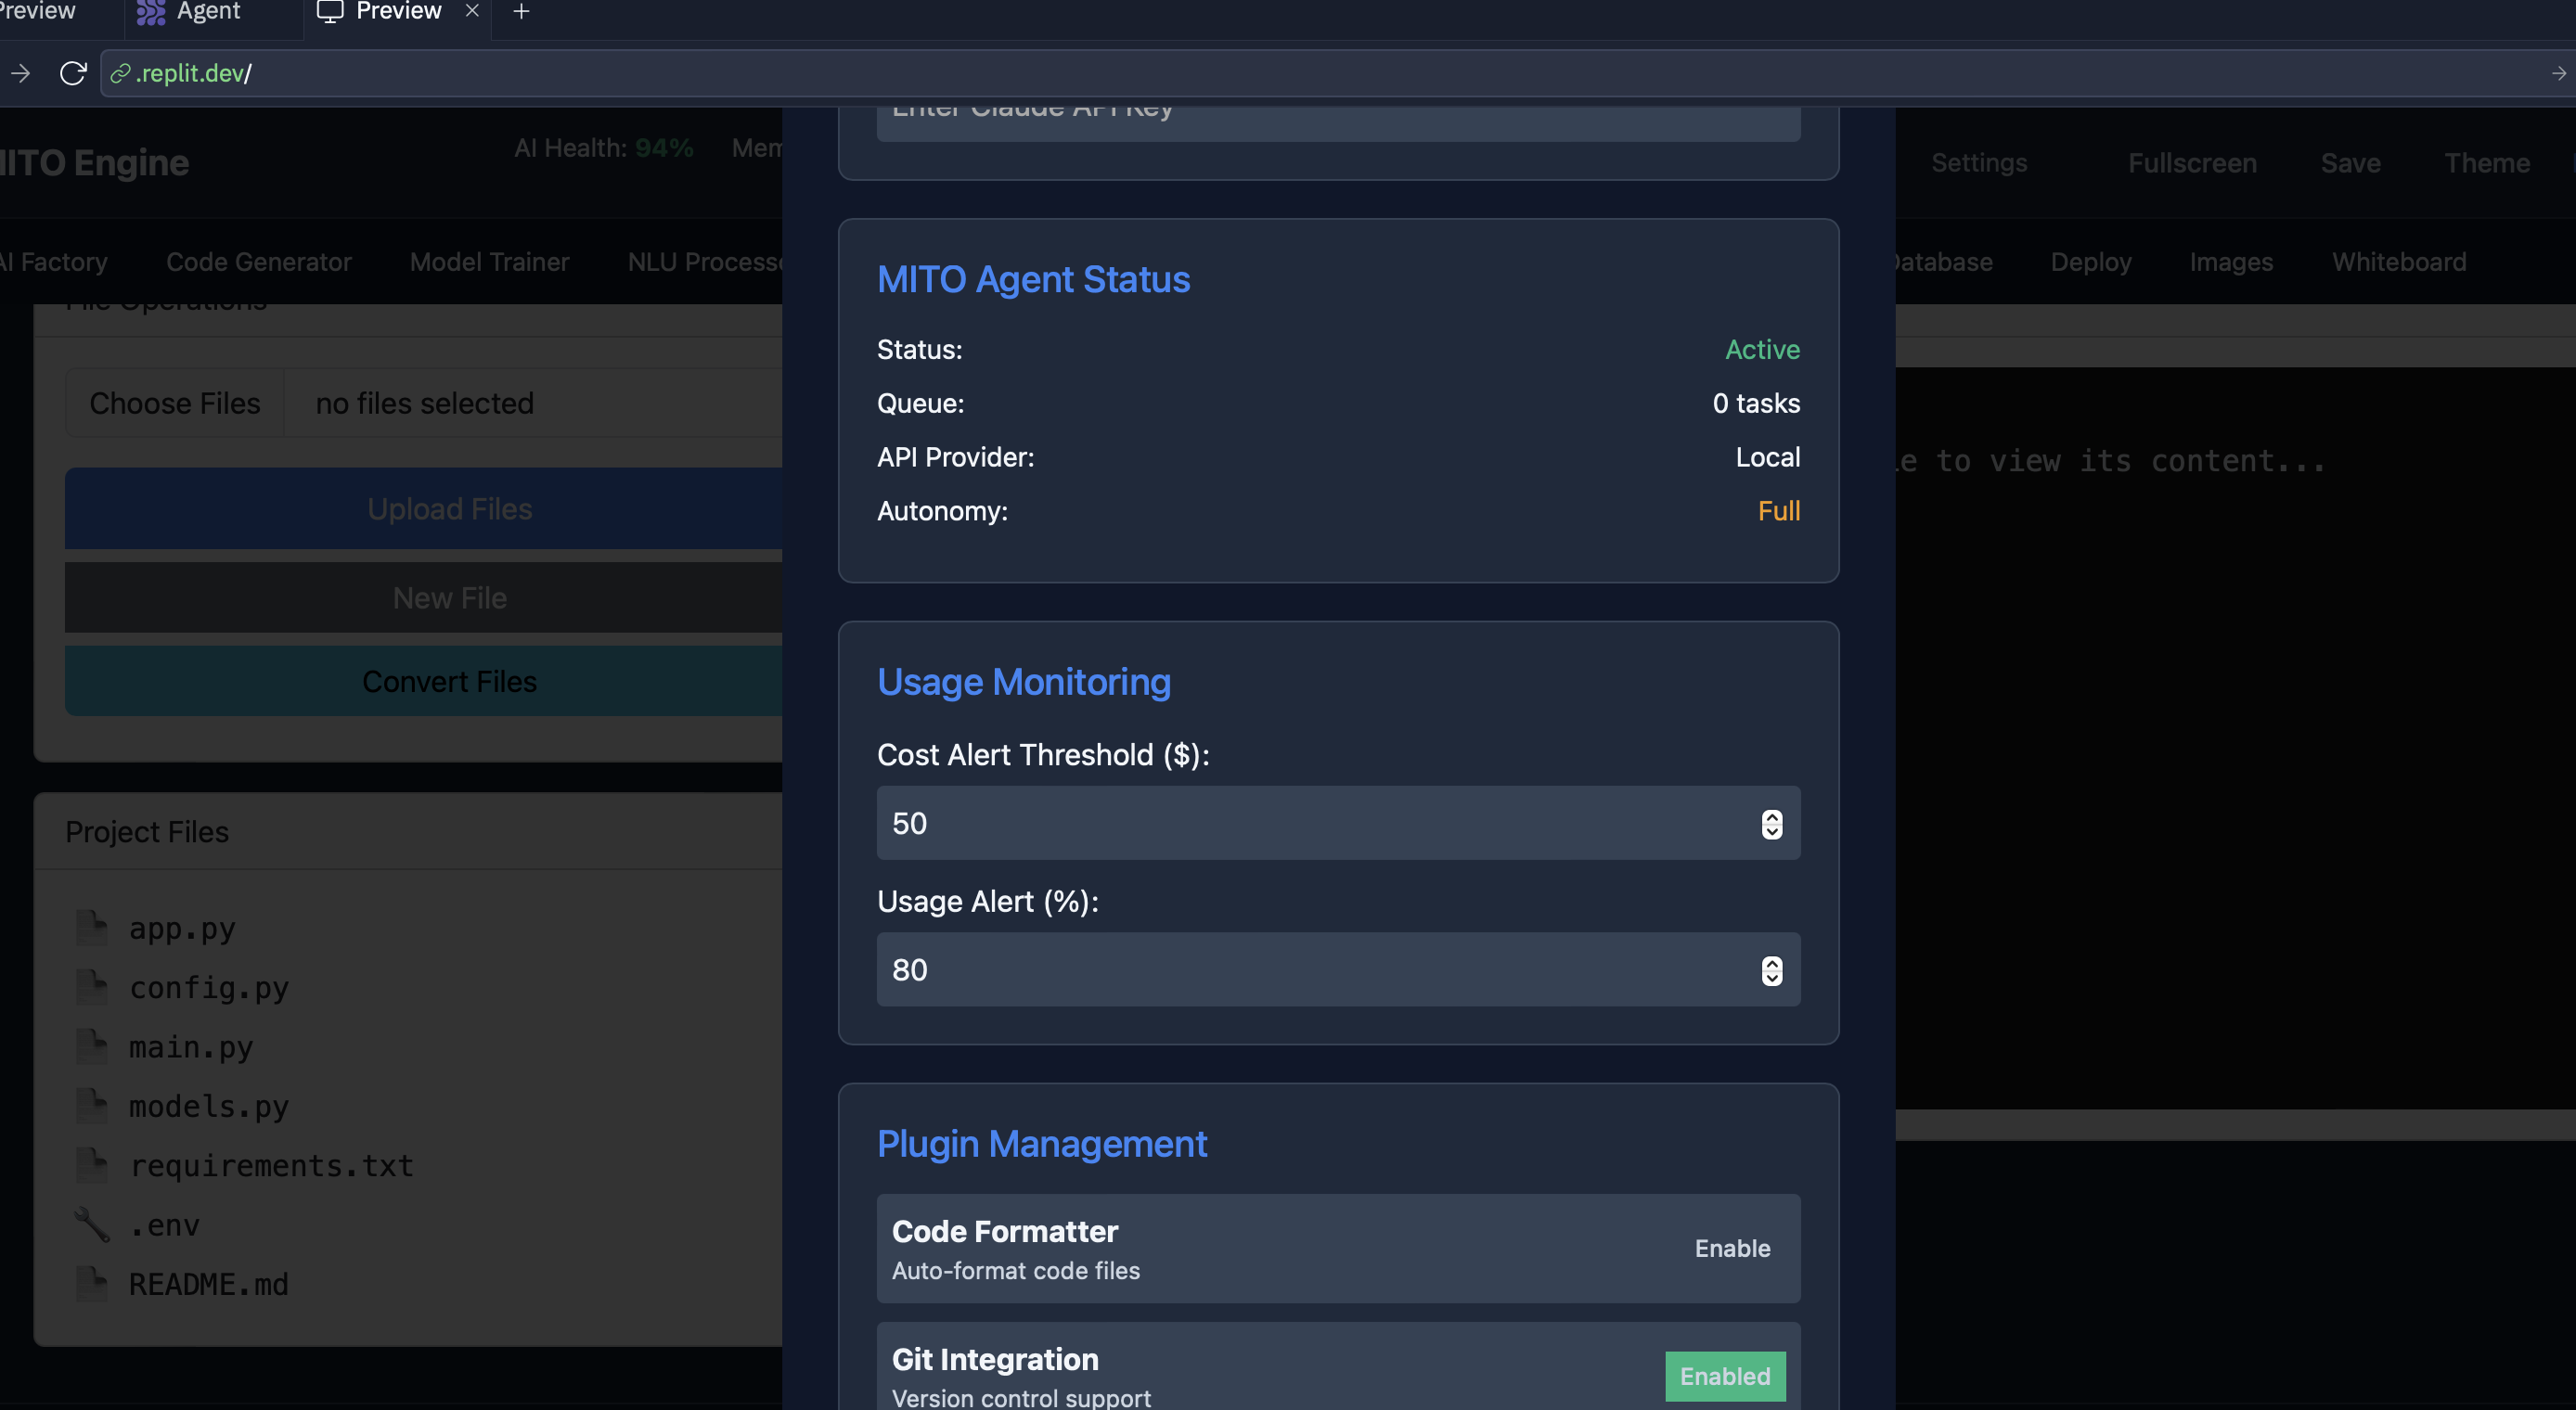 Preview
Agent
Preview
.replit.dev/
MITO Engine
AI Health: 94%
Settings
Fullscreen
Save
Theme
AI Factory
Code Generator
Model Trainer
Database
Deploy
Images
Whiteboard
File Operations
Choose Files
no files selected
Upload Files
New File
Convert Files
Project Files
app.py
config.py
main.py
models.py
requirements.txt
.env
README.md
Enter Claude API Key
MITO Agent Status
Status:
Active
Queue:
0 tasks
API Provider:
Local
Autonomy:
Full
Usage Monitoring
Cost Alert Threshold ($):
50
Usage Alert (%):
80
Plugin Management
Code Formatter
Auto-format code files
Enable
Git Integration
Version control support
Enabled
to view its content...